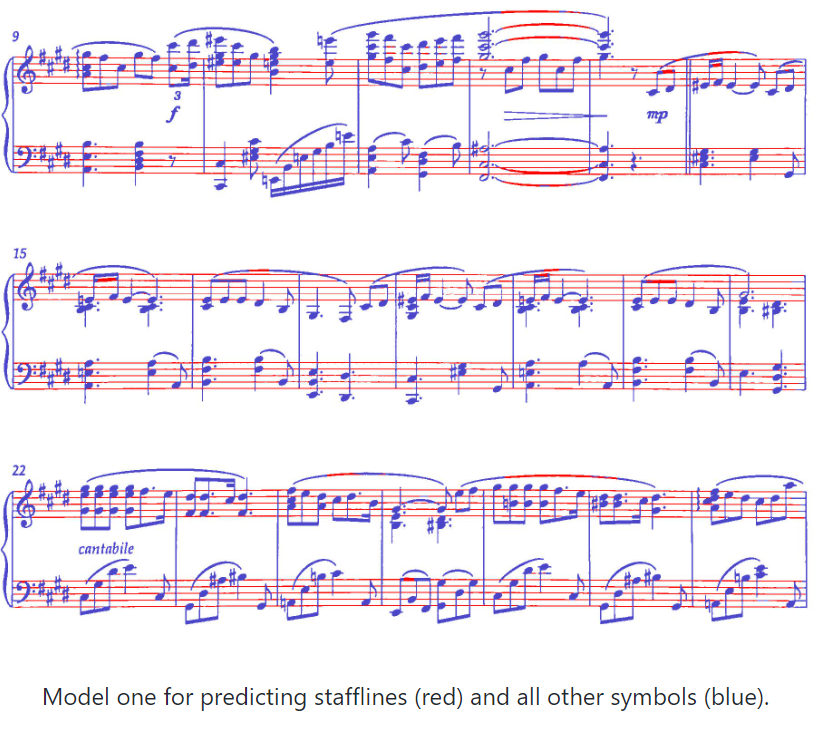 9
3
f
mp
15
22
cantabile
Model one for predicting stafflines (red) and all other symbols (blue).